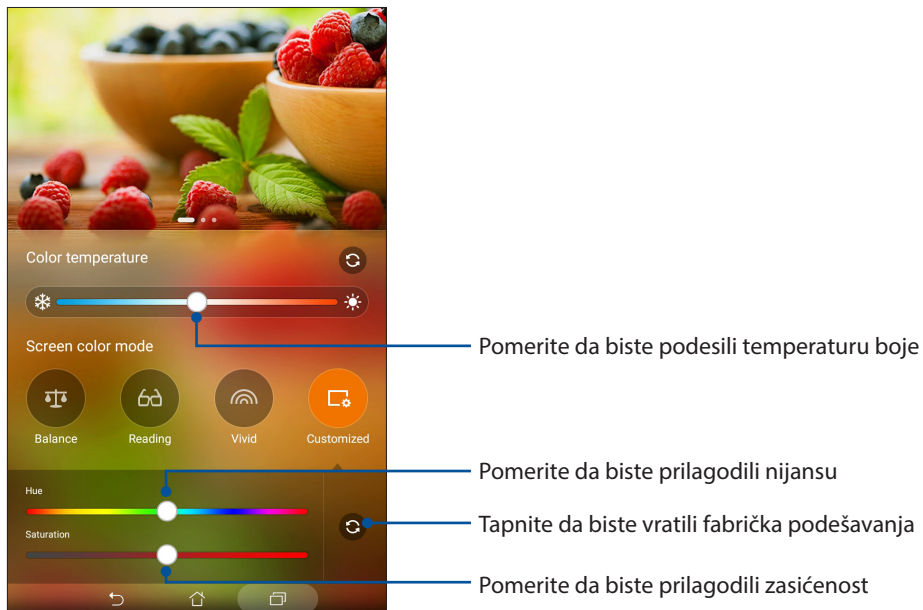 Color temperature
Pomerite da biste podesili temperaturu boje
Screen color mode
Balance
Reading
Vivid
Customized
Pomerite da biste prilagodili nijansu
Hue
Tapnite da biste vratili fabrička podešavanja
Saturation
Pomerite da biste prilagodili zasićenost